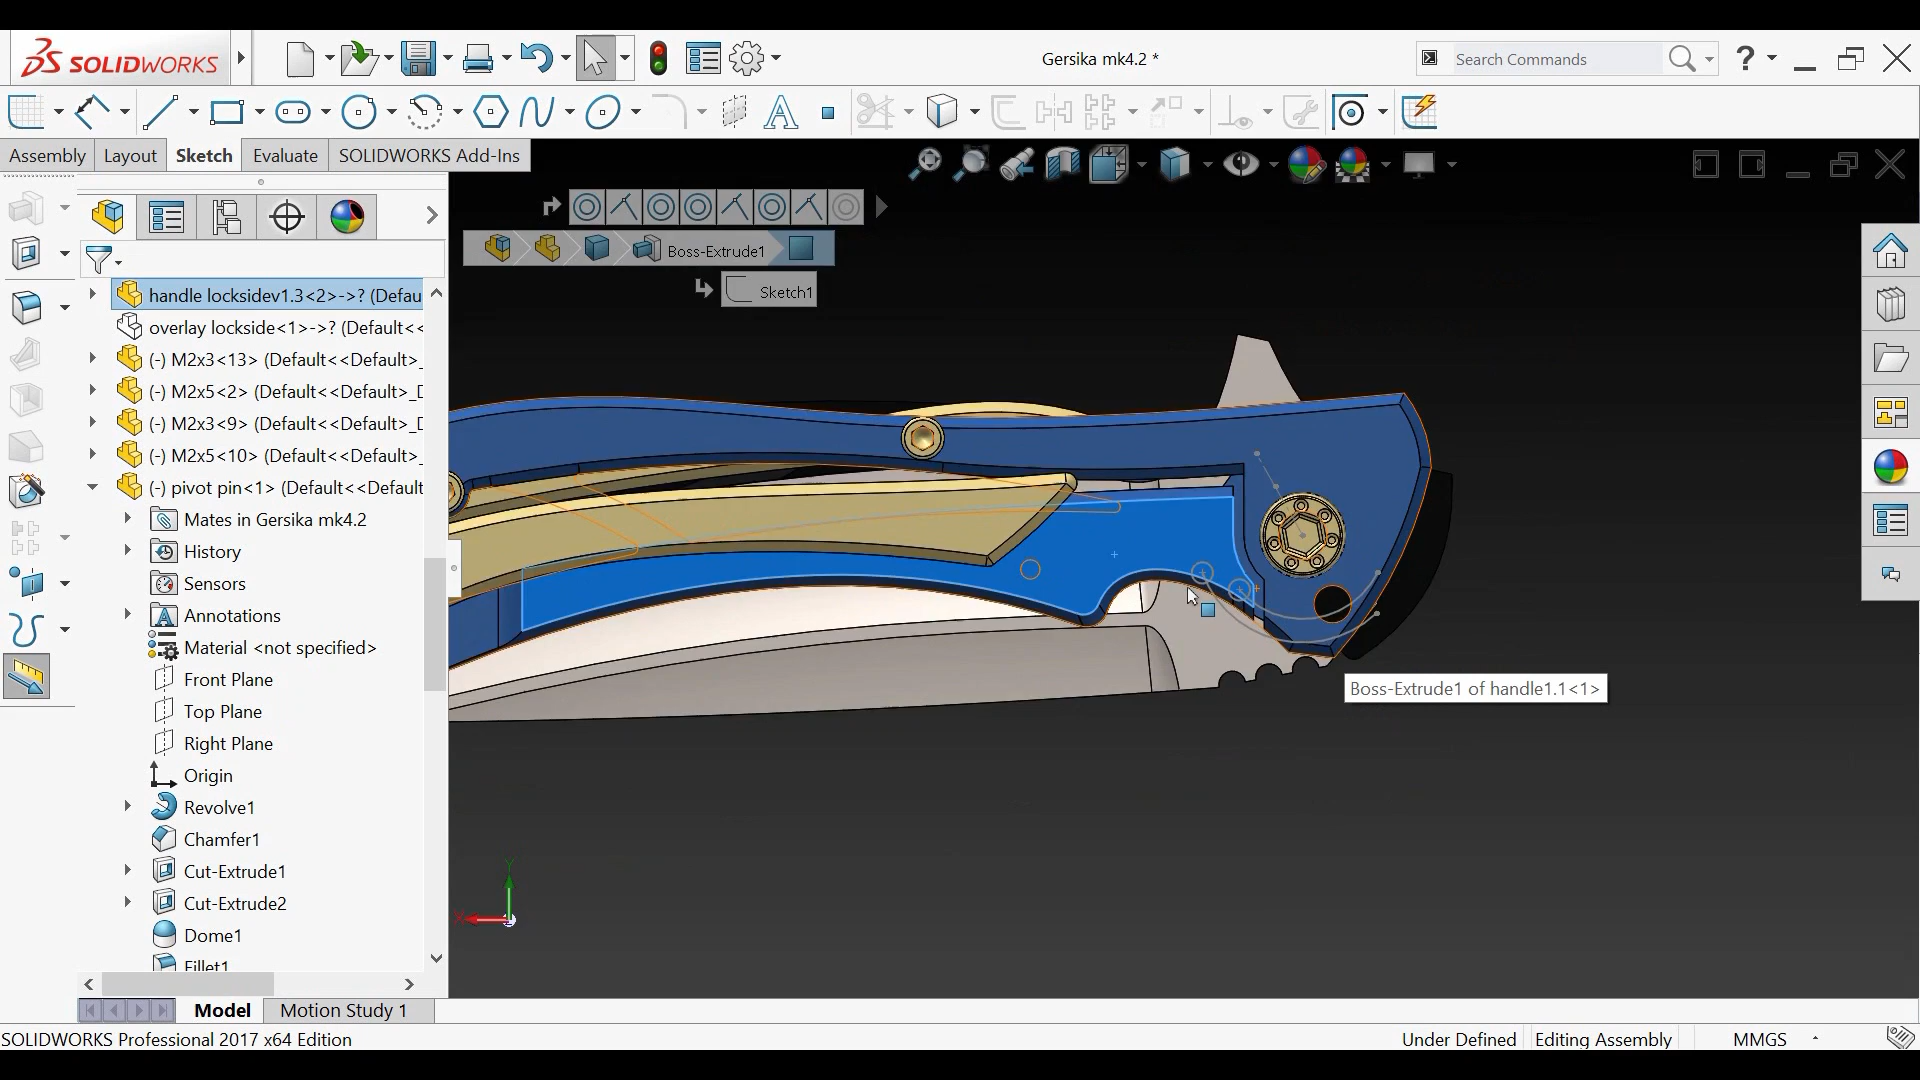 SOLIDWORKS
Gersika mk4.2 *
Search Commands
?
Assembly
Layout
Sketch
Evaluate
SOLIDWORKS Add-Ins
Boss-Extrude1
Sketch1
handle locksidev1.3<2>->? (Defau
overlay lockside<1>->? (Default<<
(-) M2x3<13> (Default<<Default>_
(-) M2x5<2> (Default<<Default>_D
(-) M2x3<9> (Default<<Default>_D
(-) M2x5<10> (Default<<Default>_
(-) pivot pin<1> (Default<<Default
Mates in Gersika mk4.2
History
Sensors
Annotations
Material <not specified>
Front Plane
Top Plane
Right Plane
Origin
Revolve1
Chamfer1
Cut-Extrude1
Cut-Extrude2
Dome1
Fillet1
Boss-Extrude1 of handle1.1<1>
Y
X
Model
Motion Study 1
SOLIDWORKS Professional 2017 x64 Edition
Under Defined
Editing Assembly
MMGS